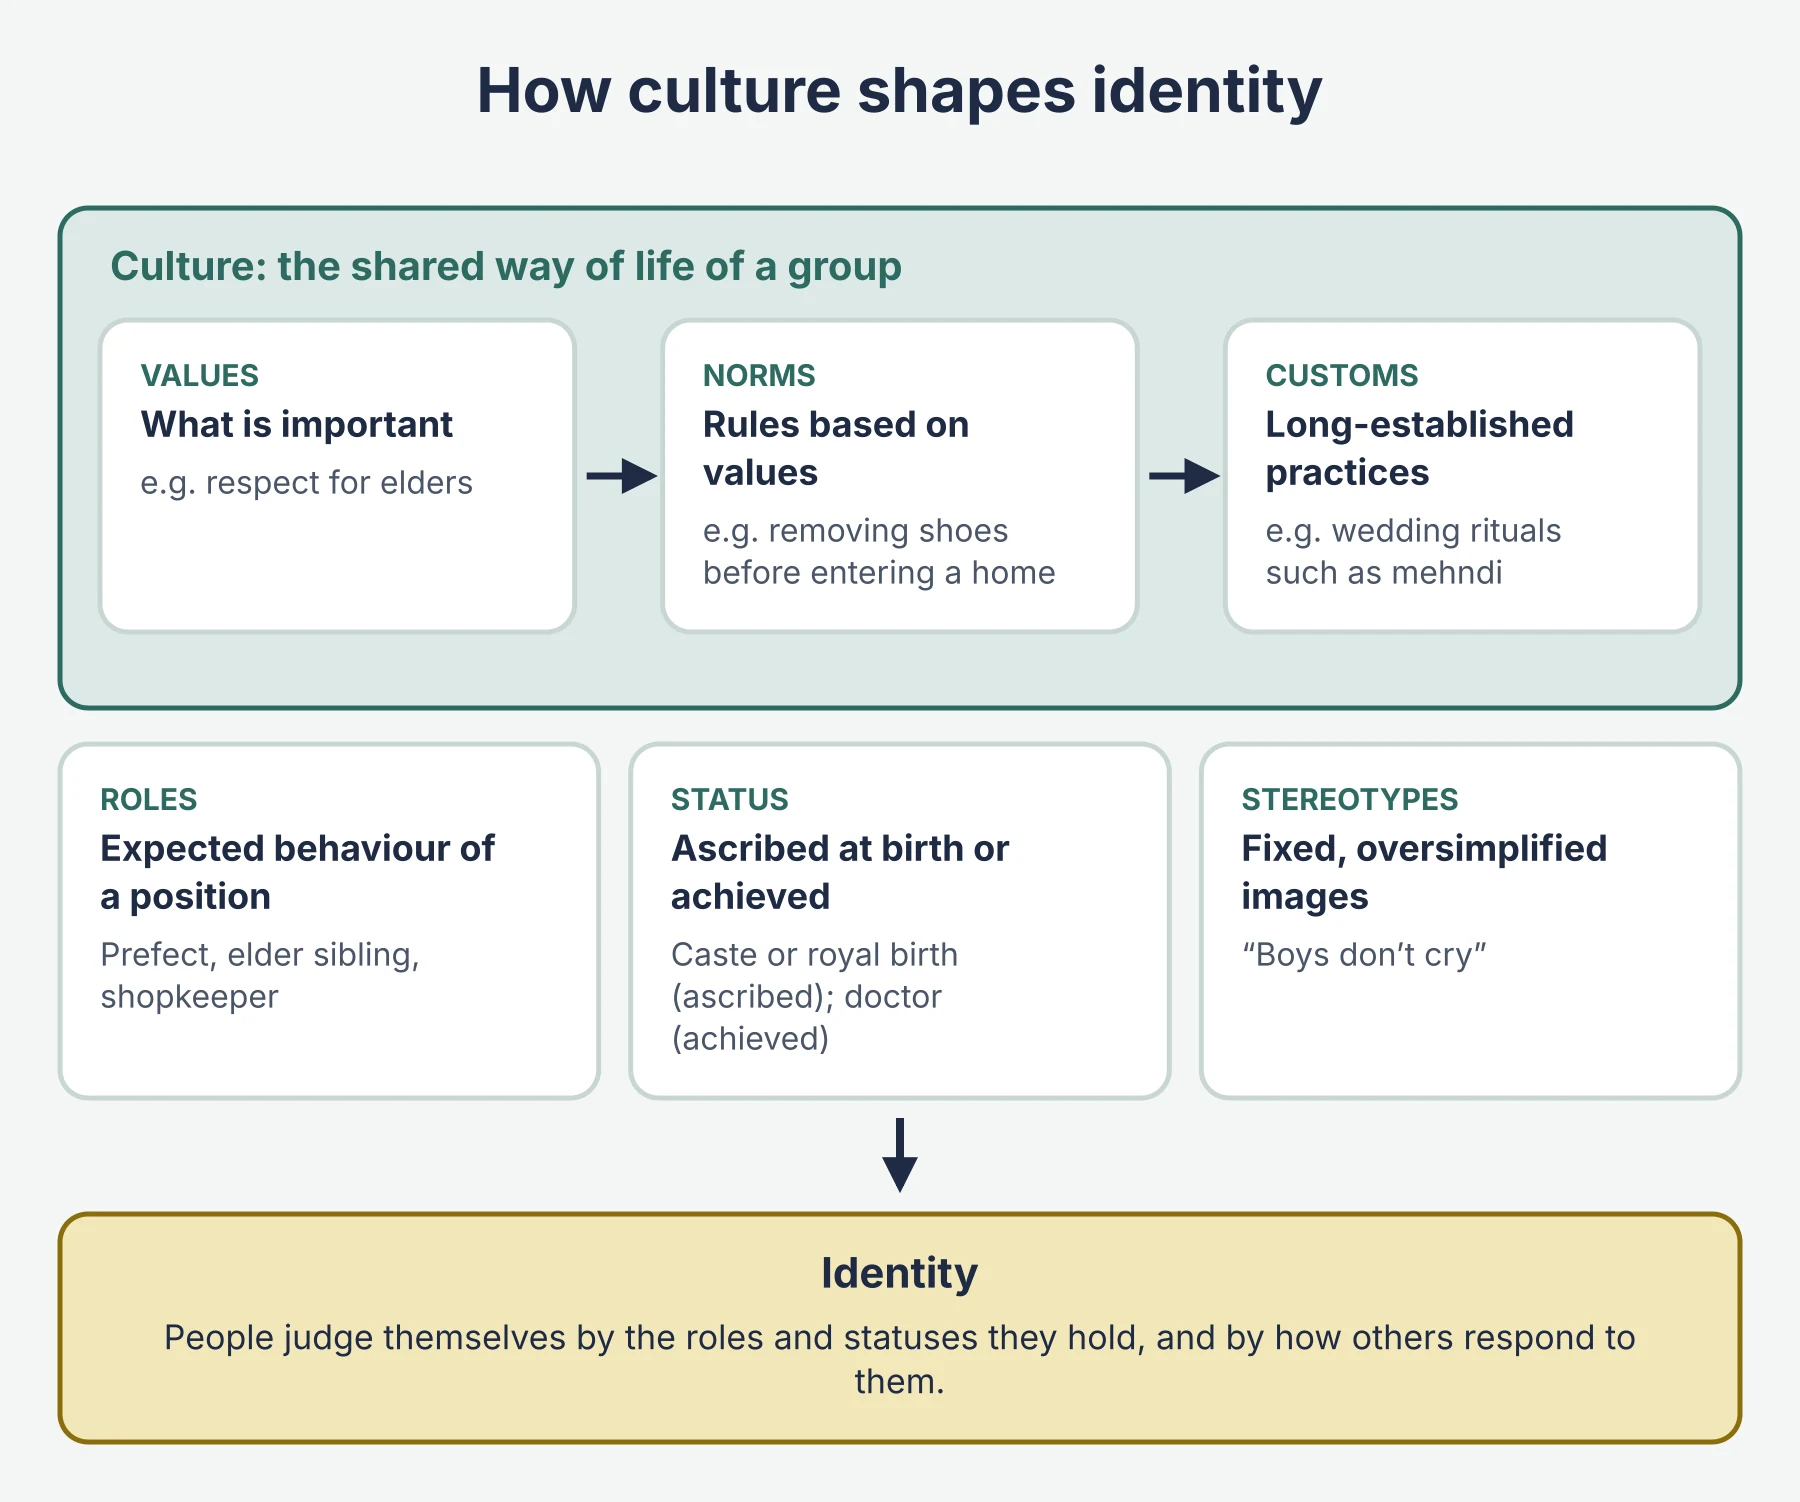 How culture shapes identity
Culture: the shared way of life of a group
VALUES
What is important
e.g. respect for elders
NORMS
Rules based on
values
e.g. removing shoes
before entering a home
CUSTOMS
Long-established
practices
e.g. wedding rituals
such as mehndi
ROLES
Expected behaviour of
a position
Prefect, elder sibling,
shopkeeper
STATUS
Ascribed at birth or
achieved
Caste or royal birth
(ascribed); doctor
(achieved)
STEREOTYPES
Fixed, oversimplified
images
“Boys don’t cry”
Identity
People judge themselves by the roles and statuses they hold, and by how others respond to
them.